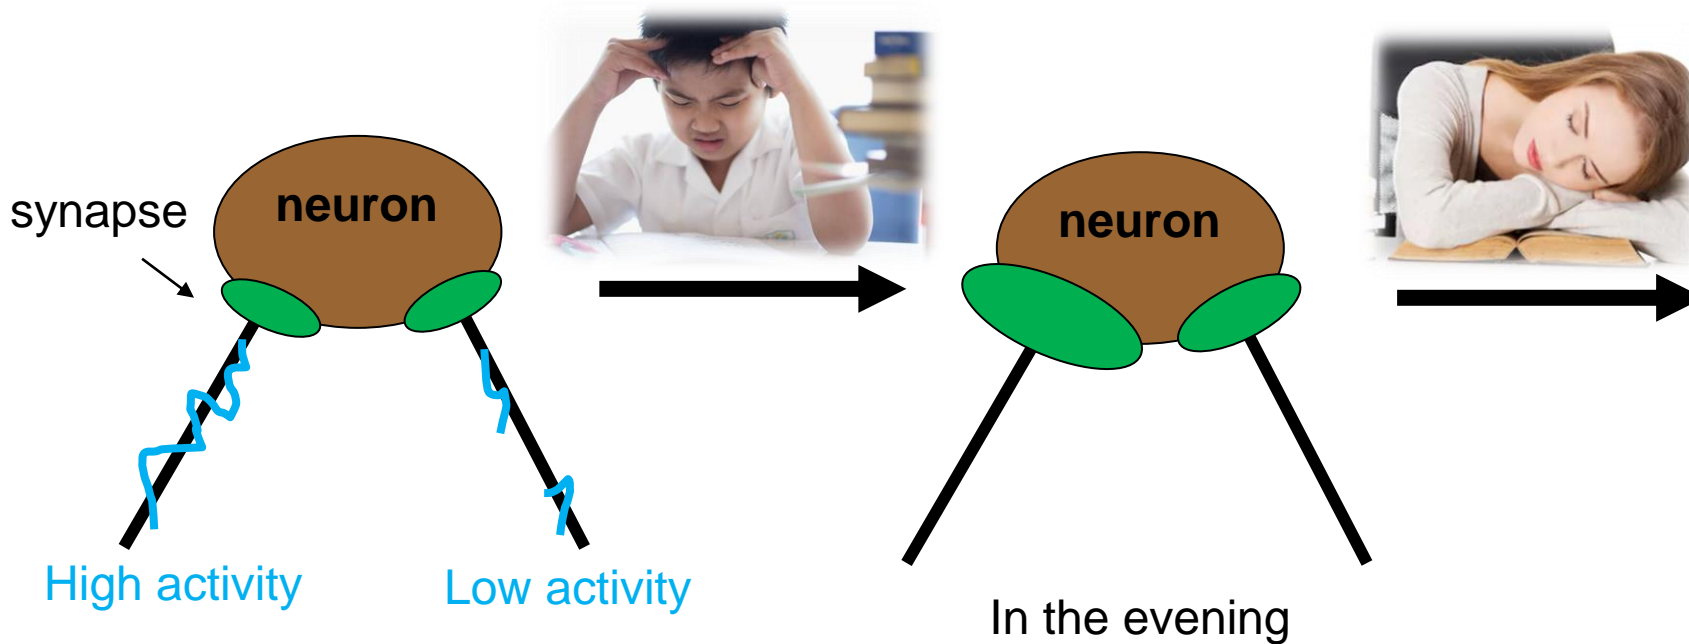 synapse
neuron
High activity
Low activity
neuron
In the evening